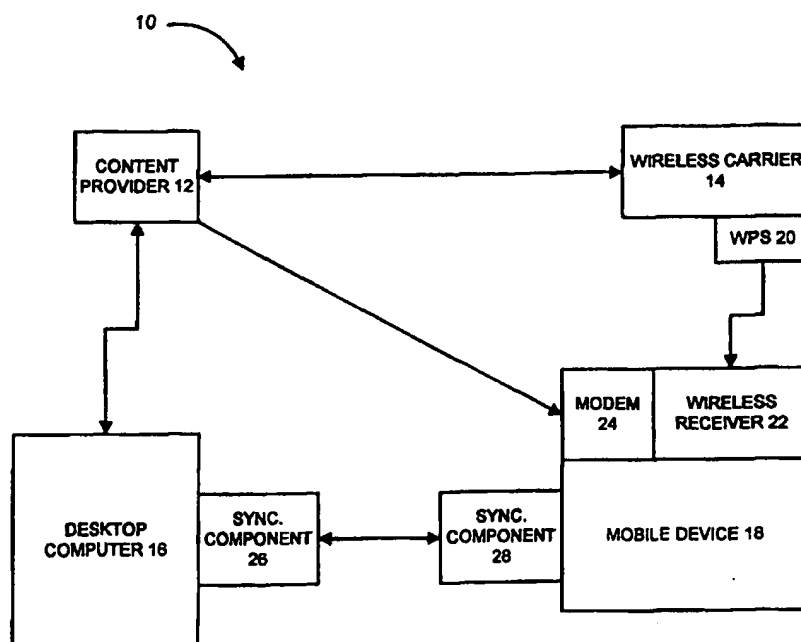 10
CONTENT
PROVIDER 12
WIRELESS CARRIER
14
WPS 20
MODEM
24
WIRELESS
RECEIVER 22
DESKTOP
COMPUTER 16
SYNC.
COMPONENT
26
SYNC.
COMPONENT
28
MOBILE DEVICE 18